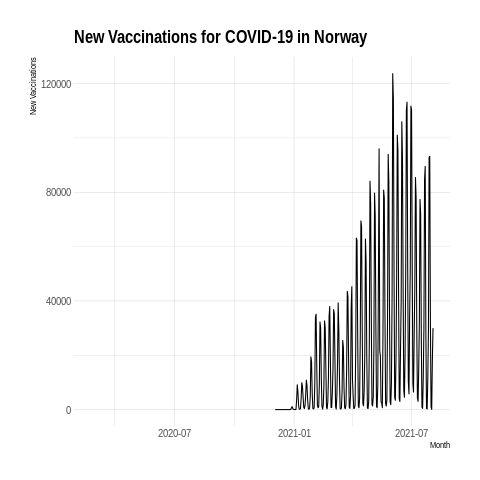 New Vaccinations for COVID-19 in Norway
New Vaccinations
120000
80000
40000
0
2020-07
2021-01
2021-07
Month